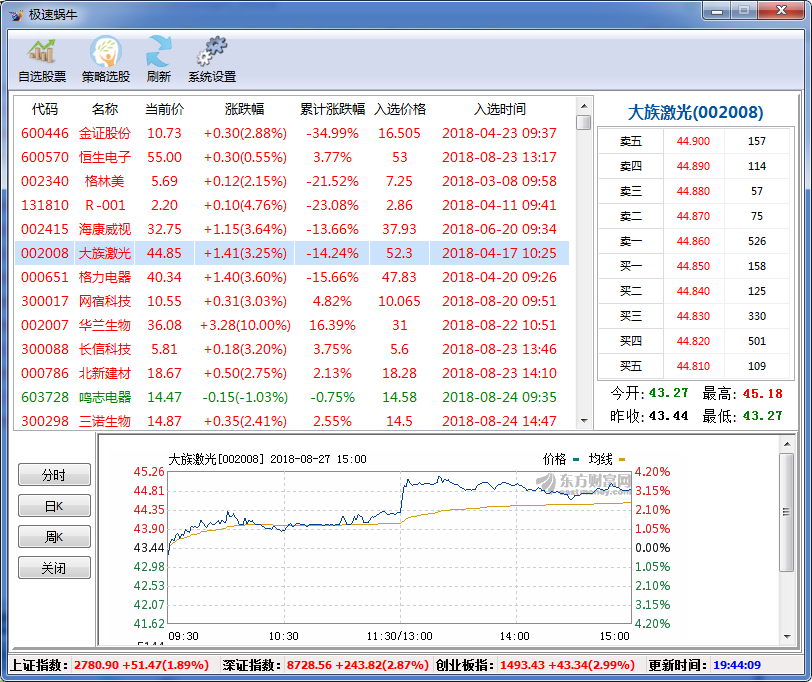 极速蜗牛
自选股票 策略选股 刷新 系统设置
代码 名称 当前价 涨跌幅 累计涨跌幅 入选价格 入选时间
600446 金证股份 10.73 +0.30(2.88%) -34.99% 16.505 2018-04-23 09:37
600570 恒生电子 55.00 +0.30(0.55%) 3.77% 53 2018-08-23 13:17
002340 格林美 5.69 +0.12(2.15%) -21.52% 7.25 2018-03-08 09:58
131810 R-001 2.20 +0.10(4.76%) -23.08% 2.86 2018-04-11 09:41
002415 海康威视 32.75 +1.15(3.64%) -13.66% 37.93 2018-06-20 09:34
002008 大族激光 44.85 +1.41(3.25%) -14.24% 52.3 2018-04-17 10:25
000651 格力电器 40.34 +1.40(3.60%) -15.66% 47.83 2018-04-20 09:26
300017 网宿科技 10.55 +0.31(3.03%) 4.82% 10.065 2018-08-20 09:51
002007 华兰生物 36.08 +3.28(10.00%) 16.39% 31 2018-08-22 10:51
300088 长信科技 5.81 +0.18(3.20%) 3.75% 5.6 2018-08-23 13:46
000786 北新建材 18.67 +0.50(2.75%) 2.13% 18.28 2018-08-23 14:10
603728 鸣志电器 14.47 -0.15(-1.03%) -0.75% 14.58 2018-08-24 09:35
300298 三诺生物 14.87 +0.35(2.41%) 2.55% 14.5 2018-08-24 14:47
大族激光(002008)
卖五 44.900 157
卖四 44.890 114
卖三 44.880 57
卖二 44.870 75
卖一 44.860 526
买一 44.850 158
买二 44.840 125
买三 44.830 330
买四 44.820 501
买五 44.810 109
今开:43.27 最高:45.18
昨收:43.44 最低:43.27
分时
日K
周K
关闭
大族激光[002008] 2018-08-27 15:00 价格 均线
东方财富网
45.26 4.20%
44.81 3.15%
44.35 2.10%
43.90 1.05%
43.44 0.00%
42.98 1.05%
42.53 2.10%
42.07 3.15%
41.62 4.20%
09:30 10:30 11:30/13:00 14:00 15:00
上证指数: 2780.90 +51.47(1.89%) 深证指数: 8728.56 +243.82(2.87%) 创业板指: 1493.43 +43.34(2.99%) 更新时间: 19:44:09